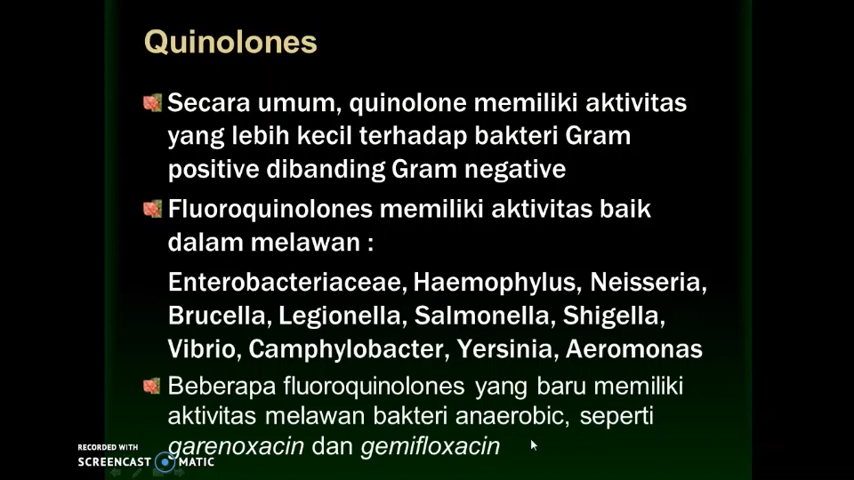 Quinolones
Secara umum, quinolone memiliki aktivitas
yang lebih kecil terhadap bakteri Gram
positive dibanding Gram negative
Fluoroquinolones memiliki aktivitas baik
dalam melawan :
Enterobacteriaceae, Haemophylus, Neisseria,
Brucella, Legionella, Salmonella, Shigella,
Vibrio, Camphylobacter, Yersinia, Aeromonas
Beberapa fluoroquinolones yang baru memiliki
aktivitas melawan bakteri anaerobic, seperti
garenoxacin dan gemifloxacin
RECORDED WITH
SCREENCAST MATIC